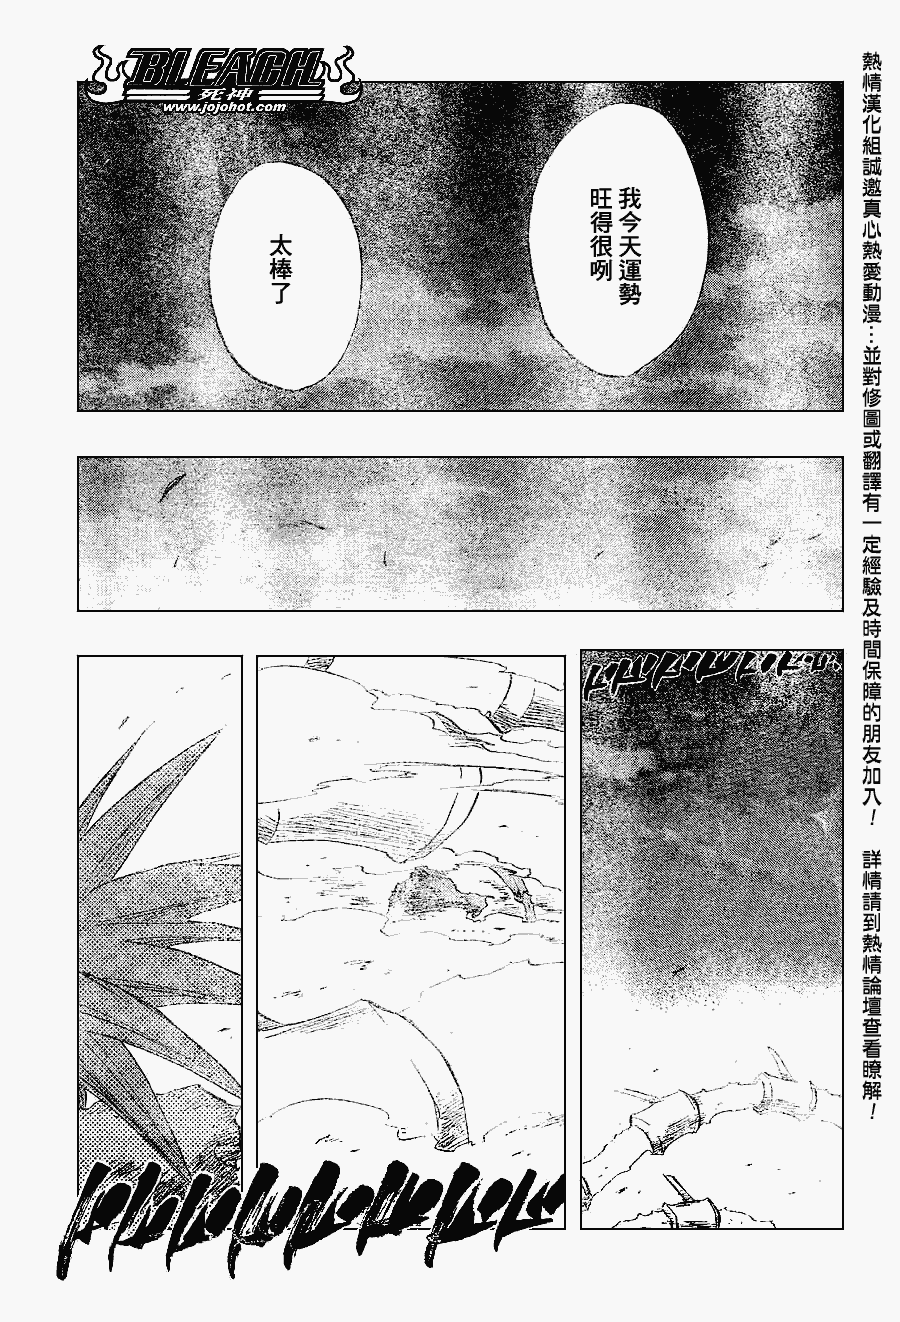 BLEACH
死神
www.jojohot.com
我今天運勢
旺得很咧
太棒了
熱情漢化組誠邀真心熱愛動漫…並對修圖或翻譯有一定經驗及時間保障的朋友加入！ 詳情請到熱情論壇查看瞭解！